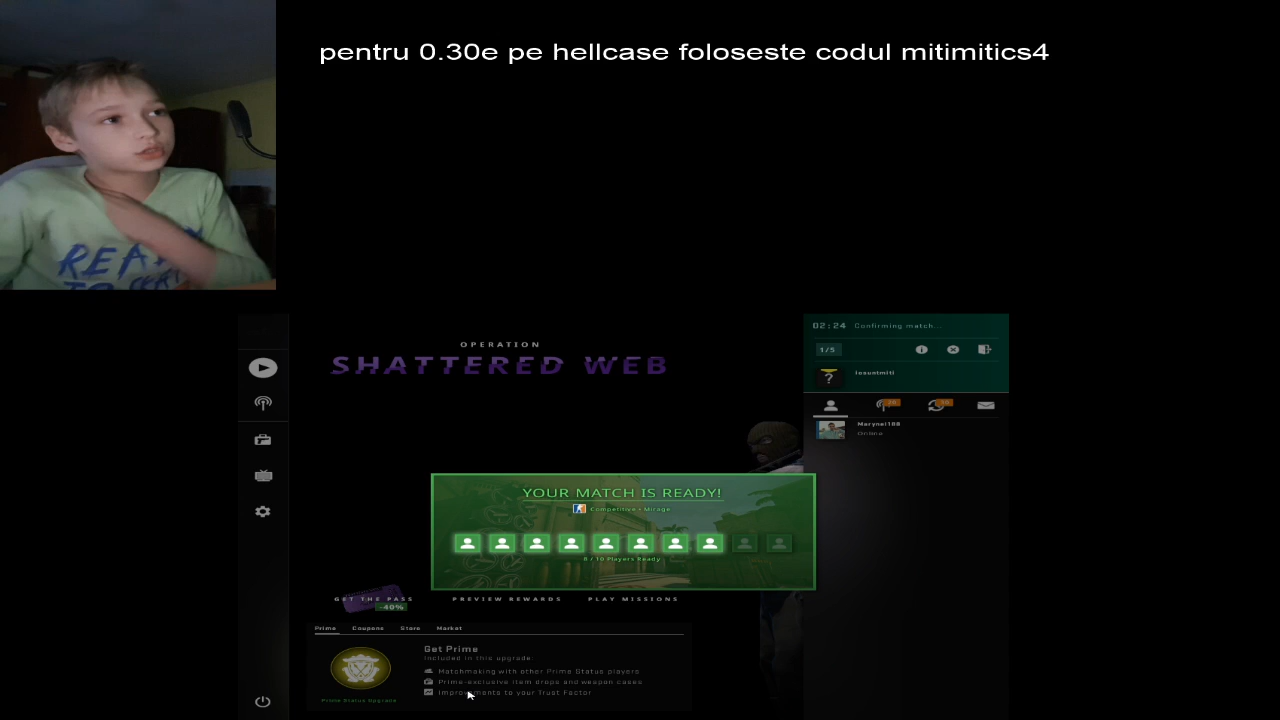 pentru 0.30e pe hellcase foloseste codul mitimitics4
READY
OPERATION
SHATTERED WEB
02:24 Confirming match...
1/5
?
iosuntmiti
Marynei108
Online
YOUR MATCH IS READY!
Competitive • Mirage
8 / 10 Players Ready
GET THE PASS
-40%
PREVIEW REWARDS
PLAY MISSIONS
Prime Coupons Store Market
Get Prime
Included in this upgrade:
Matchmaking with other Prime Status players
Prime-exclusive item drops and weapon cases
Improvements to your Trust Factor
Prime Status Upgrade